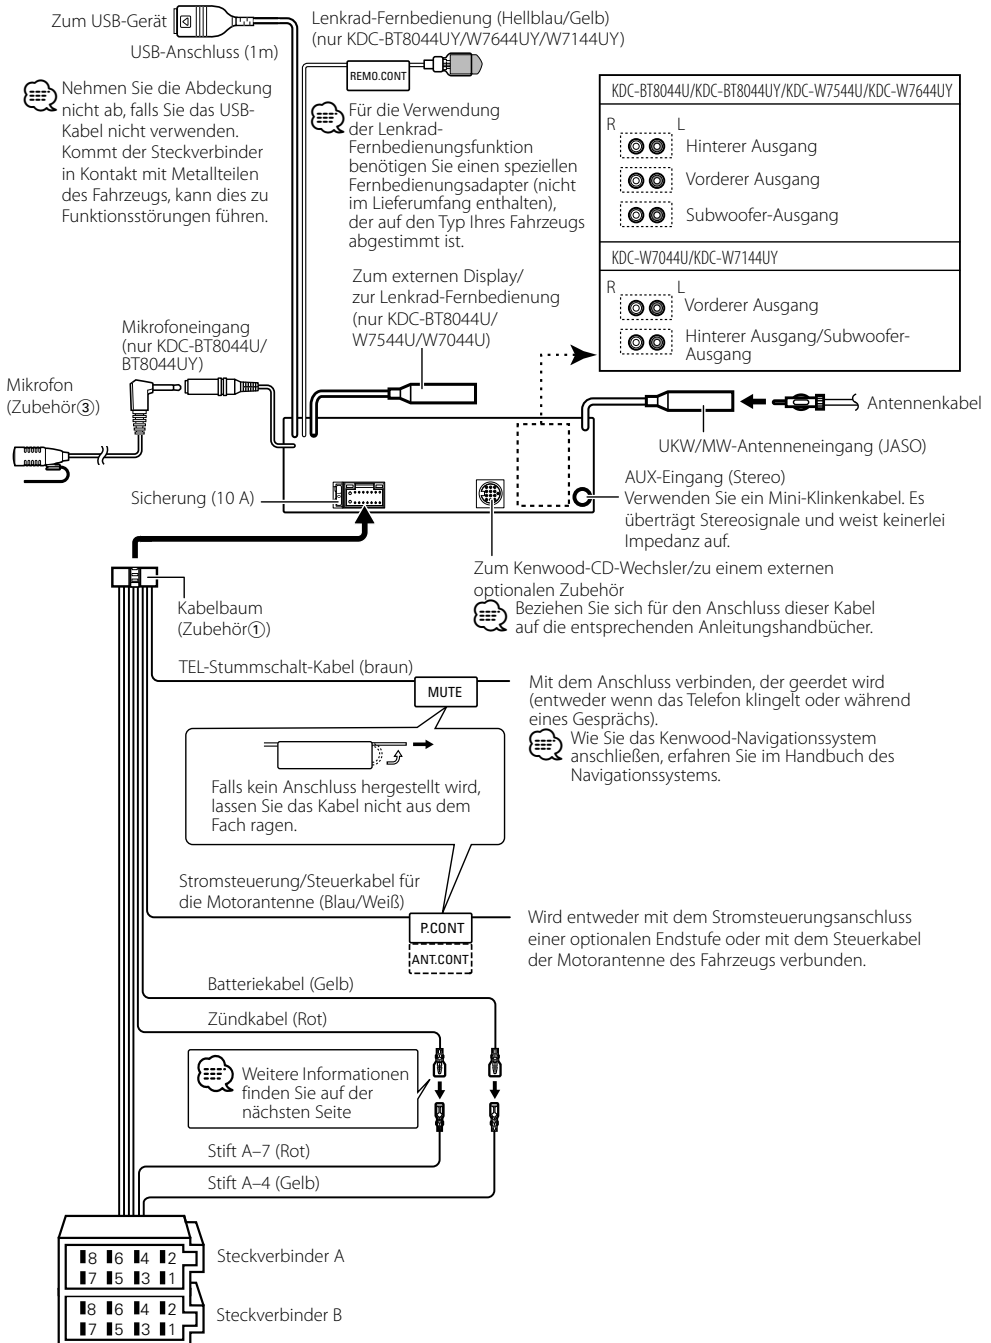 Zum USB-Gerät
USB-Anschluss (1m)
Lenkrad-Fernbedienung (Hellblau/Gelb)
(nur KDC-BT8044UY/W7644UY/W7144UY)
REMO.CONT
Nehmen Sie die Abdeckung
nicht ab, falls Sie das USB-
Kabel nicht verwenden.
Kommt der Steckverbinder
in Kontakt mit Metallteilen
des Fahrzeugs, kann dies zu
Funktionsstörungen führen.
Für die Verwendung
der Lenkrad-
Fernbedienungsfunktion
benötigen Sie einen speziellen
Fernbedienungsadapter (nicht
im Lieferumfang enthalten),
der auf den Typ Ihres Fahrzeugs
abgestimmt ist.
KDC-BT8044U/KDC-BT8044UY/KDC-W7544U/KDC-W7644UY
R L
Hinterer Ausgang
Vorderer Ausgang
Subwoofer-Ausgang
KDC-W7044U/KDC-W7144UY
R L
Vorderer Ausgang
Hinterer Ausgang/Subwoofer-
Ausgang
Zum externen Display/
zur Lenkrad-Fernbedienung
(nur KDC-BT8044U/
W7544U/W7044U)
Mikrofoneingang
(nur KDC-BT8044U/
BT8044UY)
Mikrofon
(Zubehör③)
Antennenkabel
UKW/MW-Antenneneingang (JASO)
Sicherung (10 A)
AUX-Eingang (Stereo)
Verwenden Sie ein Mini-Klinkenkabel. Es
überträgt Stereosignale und weist keinerlei
Impedanz auf.
Zum Kenwood-CD-Wechsler/zu einem externen
optionalen Zubehör
Beziehen Sie sich für den Anschluss dieser Kabel
auf die entsprechenden Anleitungshandbücher.
Kabelbaum
(Zubehör①)
TEL-Stummschalt-Kabel (braun)
MUTE
Mit dem Anschluss verbinden, der geerdet wird
(entweder wenn das Telefon klingelt oder während
eines Gesprächs).
Wie Sie das Kenwood-Navigationssystem
anschließen, erfahren Sie im Handbuch des
Navigationssystems.
Falls kein Anschluss hergestellt wird,
lassen Sie das Kabel nicht aus dem
Fach ragen.
Stromsteuerung/Steuerkabel für
die Motorantenne (Blau/Weiß)
P.CONT
ANT.CONT
Wird entweder mit dem Stromsteuerungsanschluss
einer optionalen Endstufe oder mit dem Steuerkabel
der Motorantenne des Fahrzeugs verbunden.
Batteriekabel (Gelb)
Zündkabel (Rot)
Weitere Informationen
finden Sie auf der
nächsten Seite
Stift A–7 (Rot)
Stift A–4 (Gelb)
8 6 4 2
7 5 3 1
Steckverbinder A
8 6 4 2
7 5 3 1
Steckverbinder B